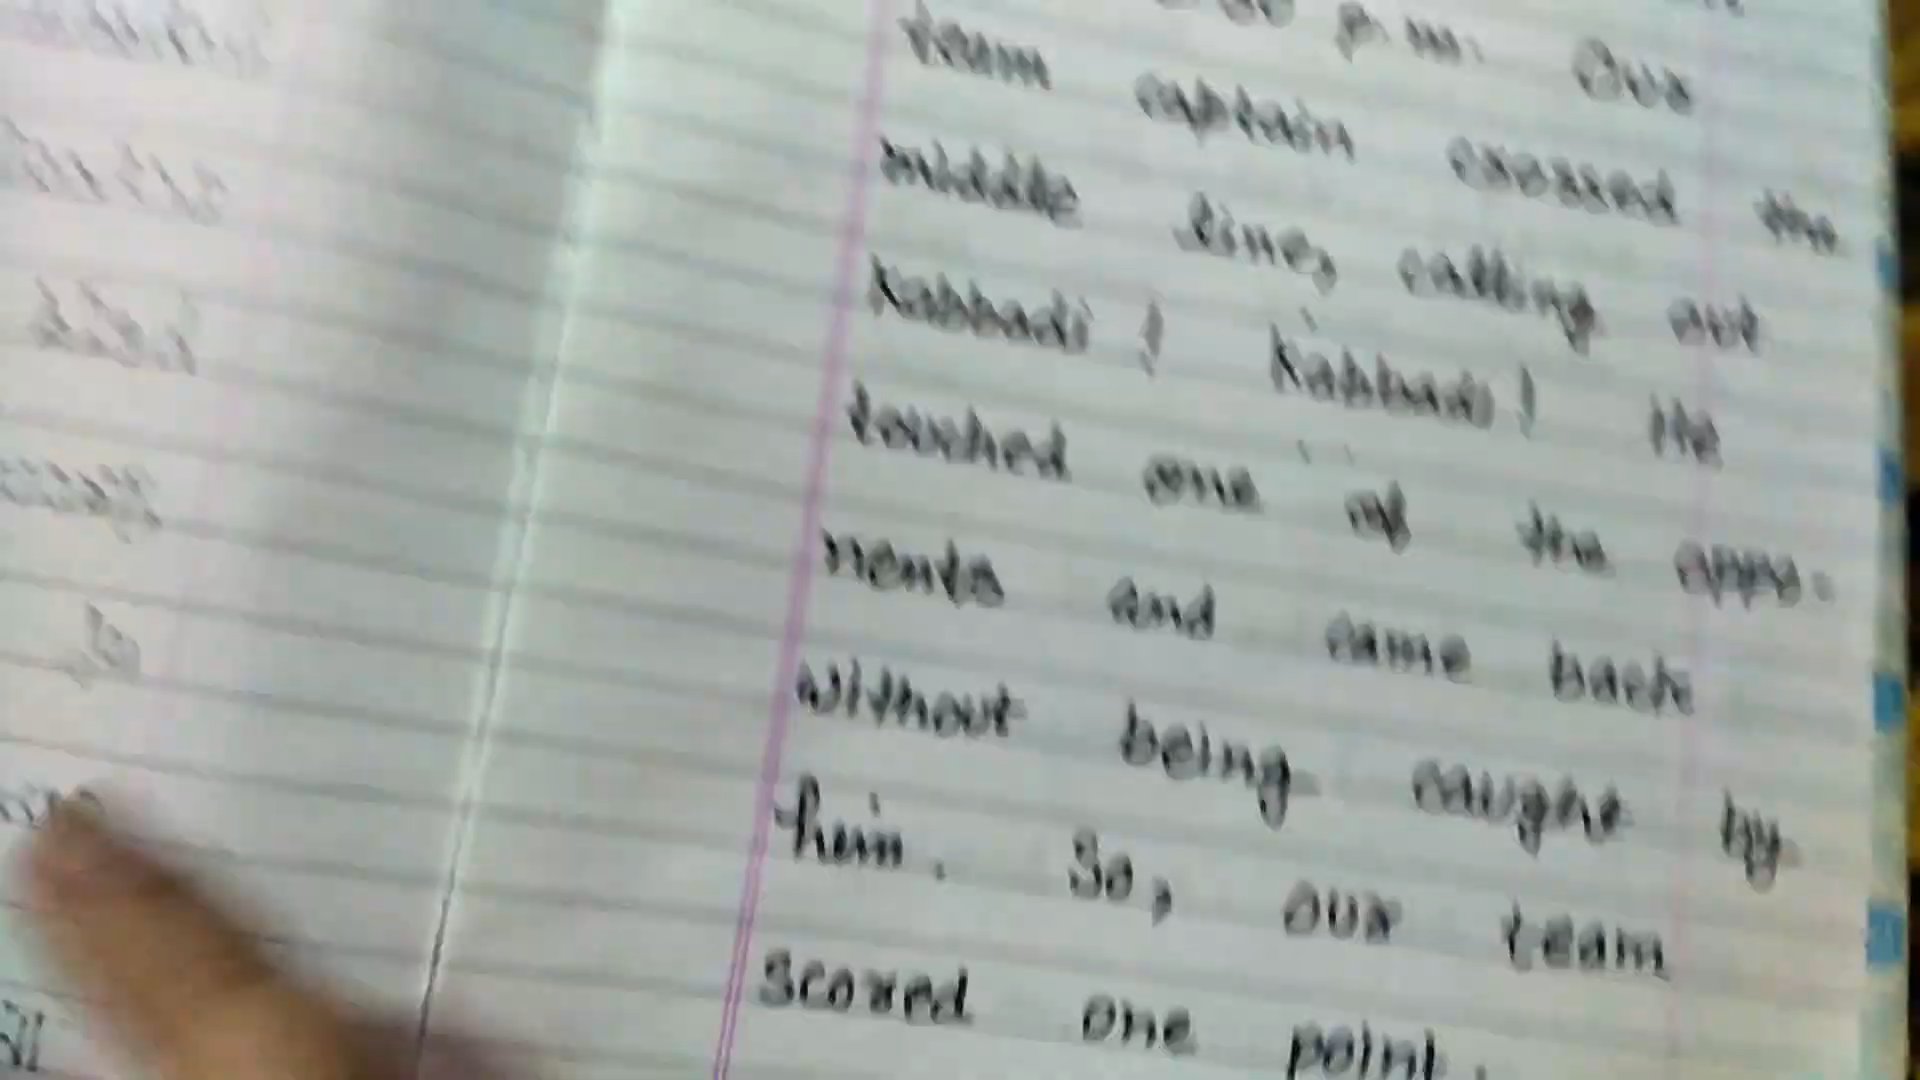 p.m. Our
team captain crossed the
middle line, calling out
Kabbadi! Kabbadi! He
touched one of the oppo-
nents and came back
without being caught by
him. So, our team
scored one point.